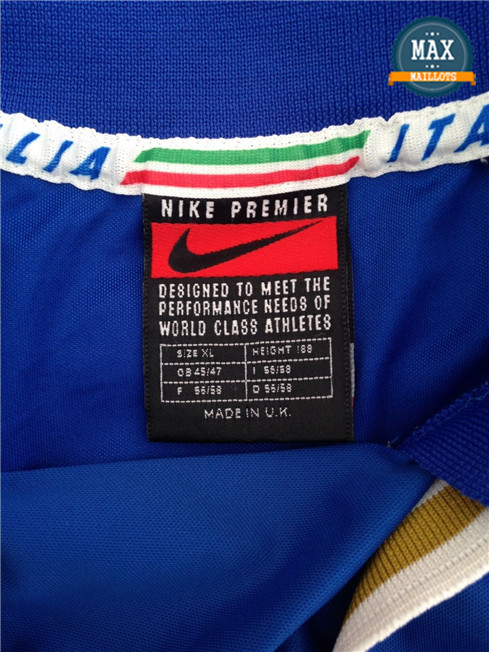 MAX
MAILLOTS
LIA ITA
NIKE PREMIER
DESIGNED TO MEET THE
PERFORMANCE NEEDS OF
WORLD CLASS ATHLETES
SIZE XL HEIGHT 188
GB 45/47 I 56/58
F 56/58 D 56/58
MADE IN U.K.